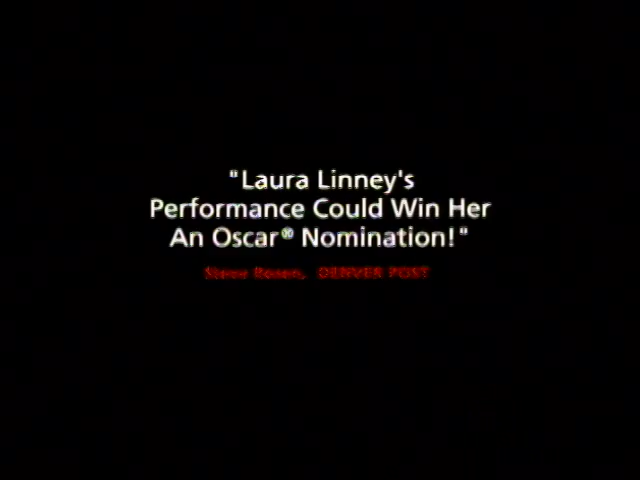 "Laura Linney's
Performance Could Win Her
An Oscar® Nomination!"
Steve Rosen, DENVER POST